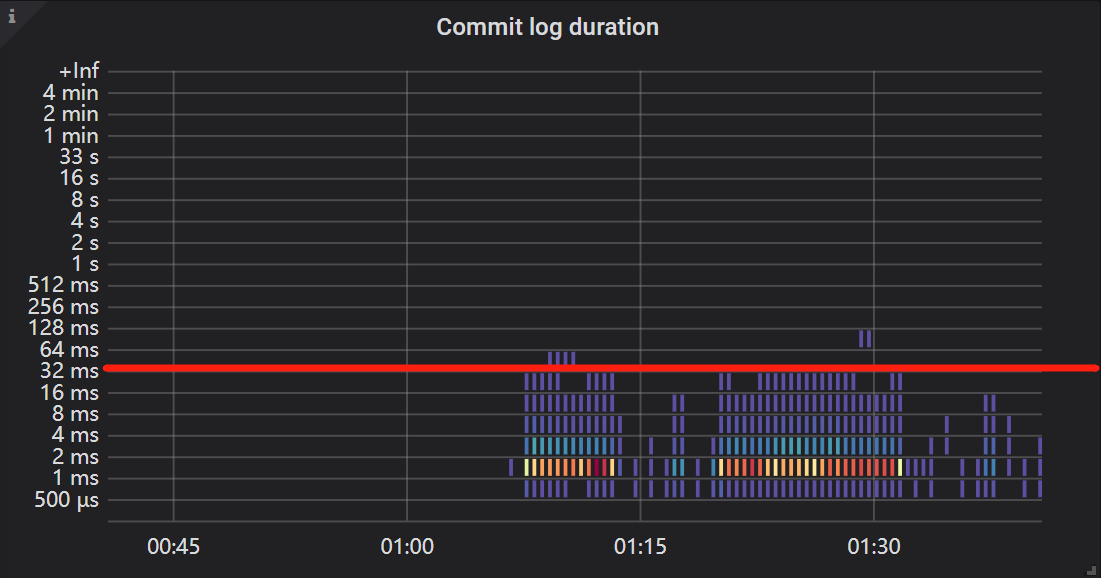 i
Commit log duration
+Inf
4 min
2 min
1 min
33 s
16 s
8 s
4 s
2 s
1 s
512 ms
256 ms
128 ms
64 ms
32 ms
16 ms
8 ms
4 ms
2 ms
1 ms
500 µs
00:45 01:00 01:15 01:30